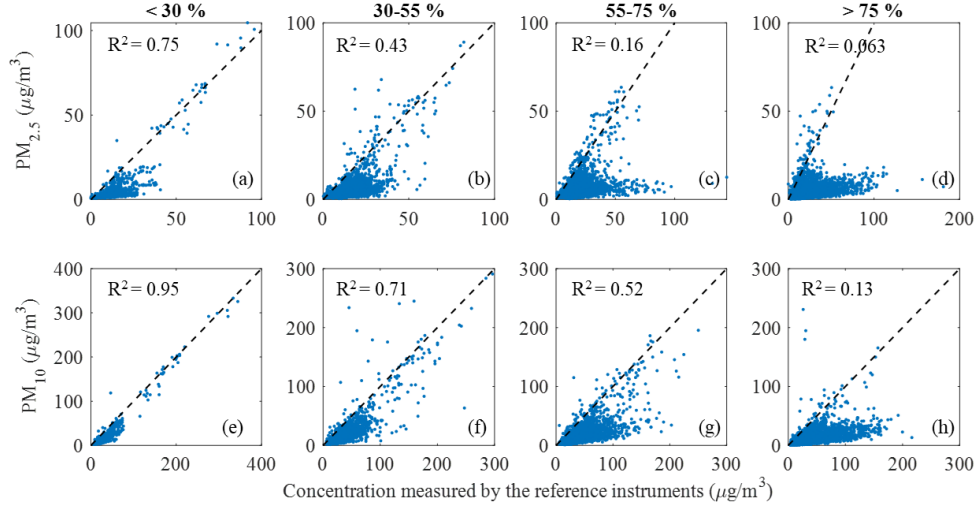 < 30 % 30-55 % 55-75 % > 75 %
PM2.5 (µg/m3)
100
50
0
R2 = 0.75
(a)
0 50 100
100
50
0
R2 = 0.43
(b)
0 50 100
100
50
0
R2 = 0.16
(c)
0 50 100
100
50
0
R2 = 0.063
(d)
0 100 200
PM10 (µg/m3)
400
300
200
100
0
R2 = 0.95
(e)
0 200 400
300
200
100
0
R2 = 0.71
(f)
0 100 200 300
300
200
100
0
R2 = 0.52
(g)
0 100 200 300
300
200
100
0
R2 = 0.13
(h)
0 100 200 300
Concentration measured by the reference instruments (µg/m3)